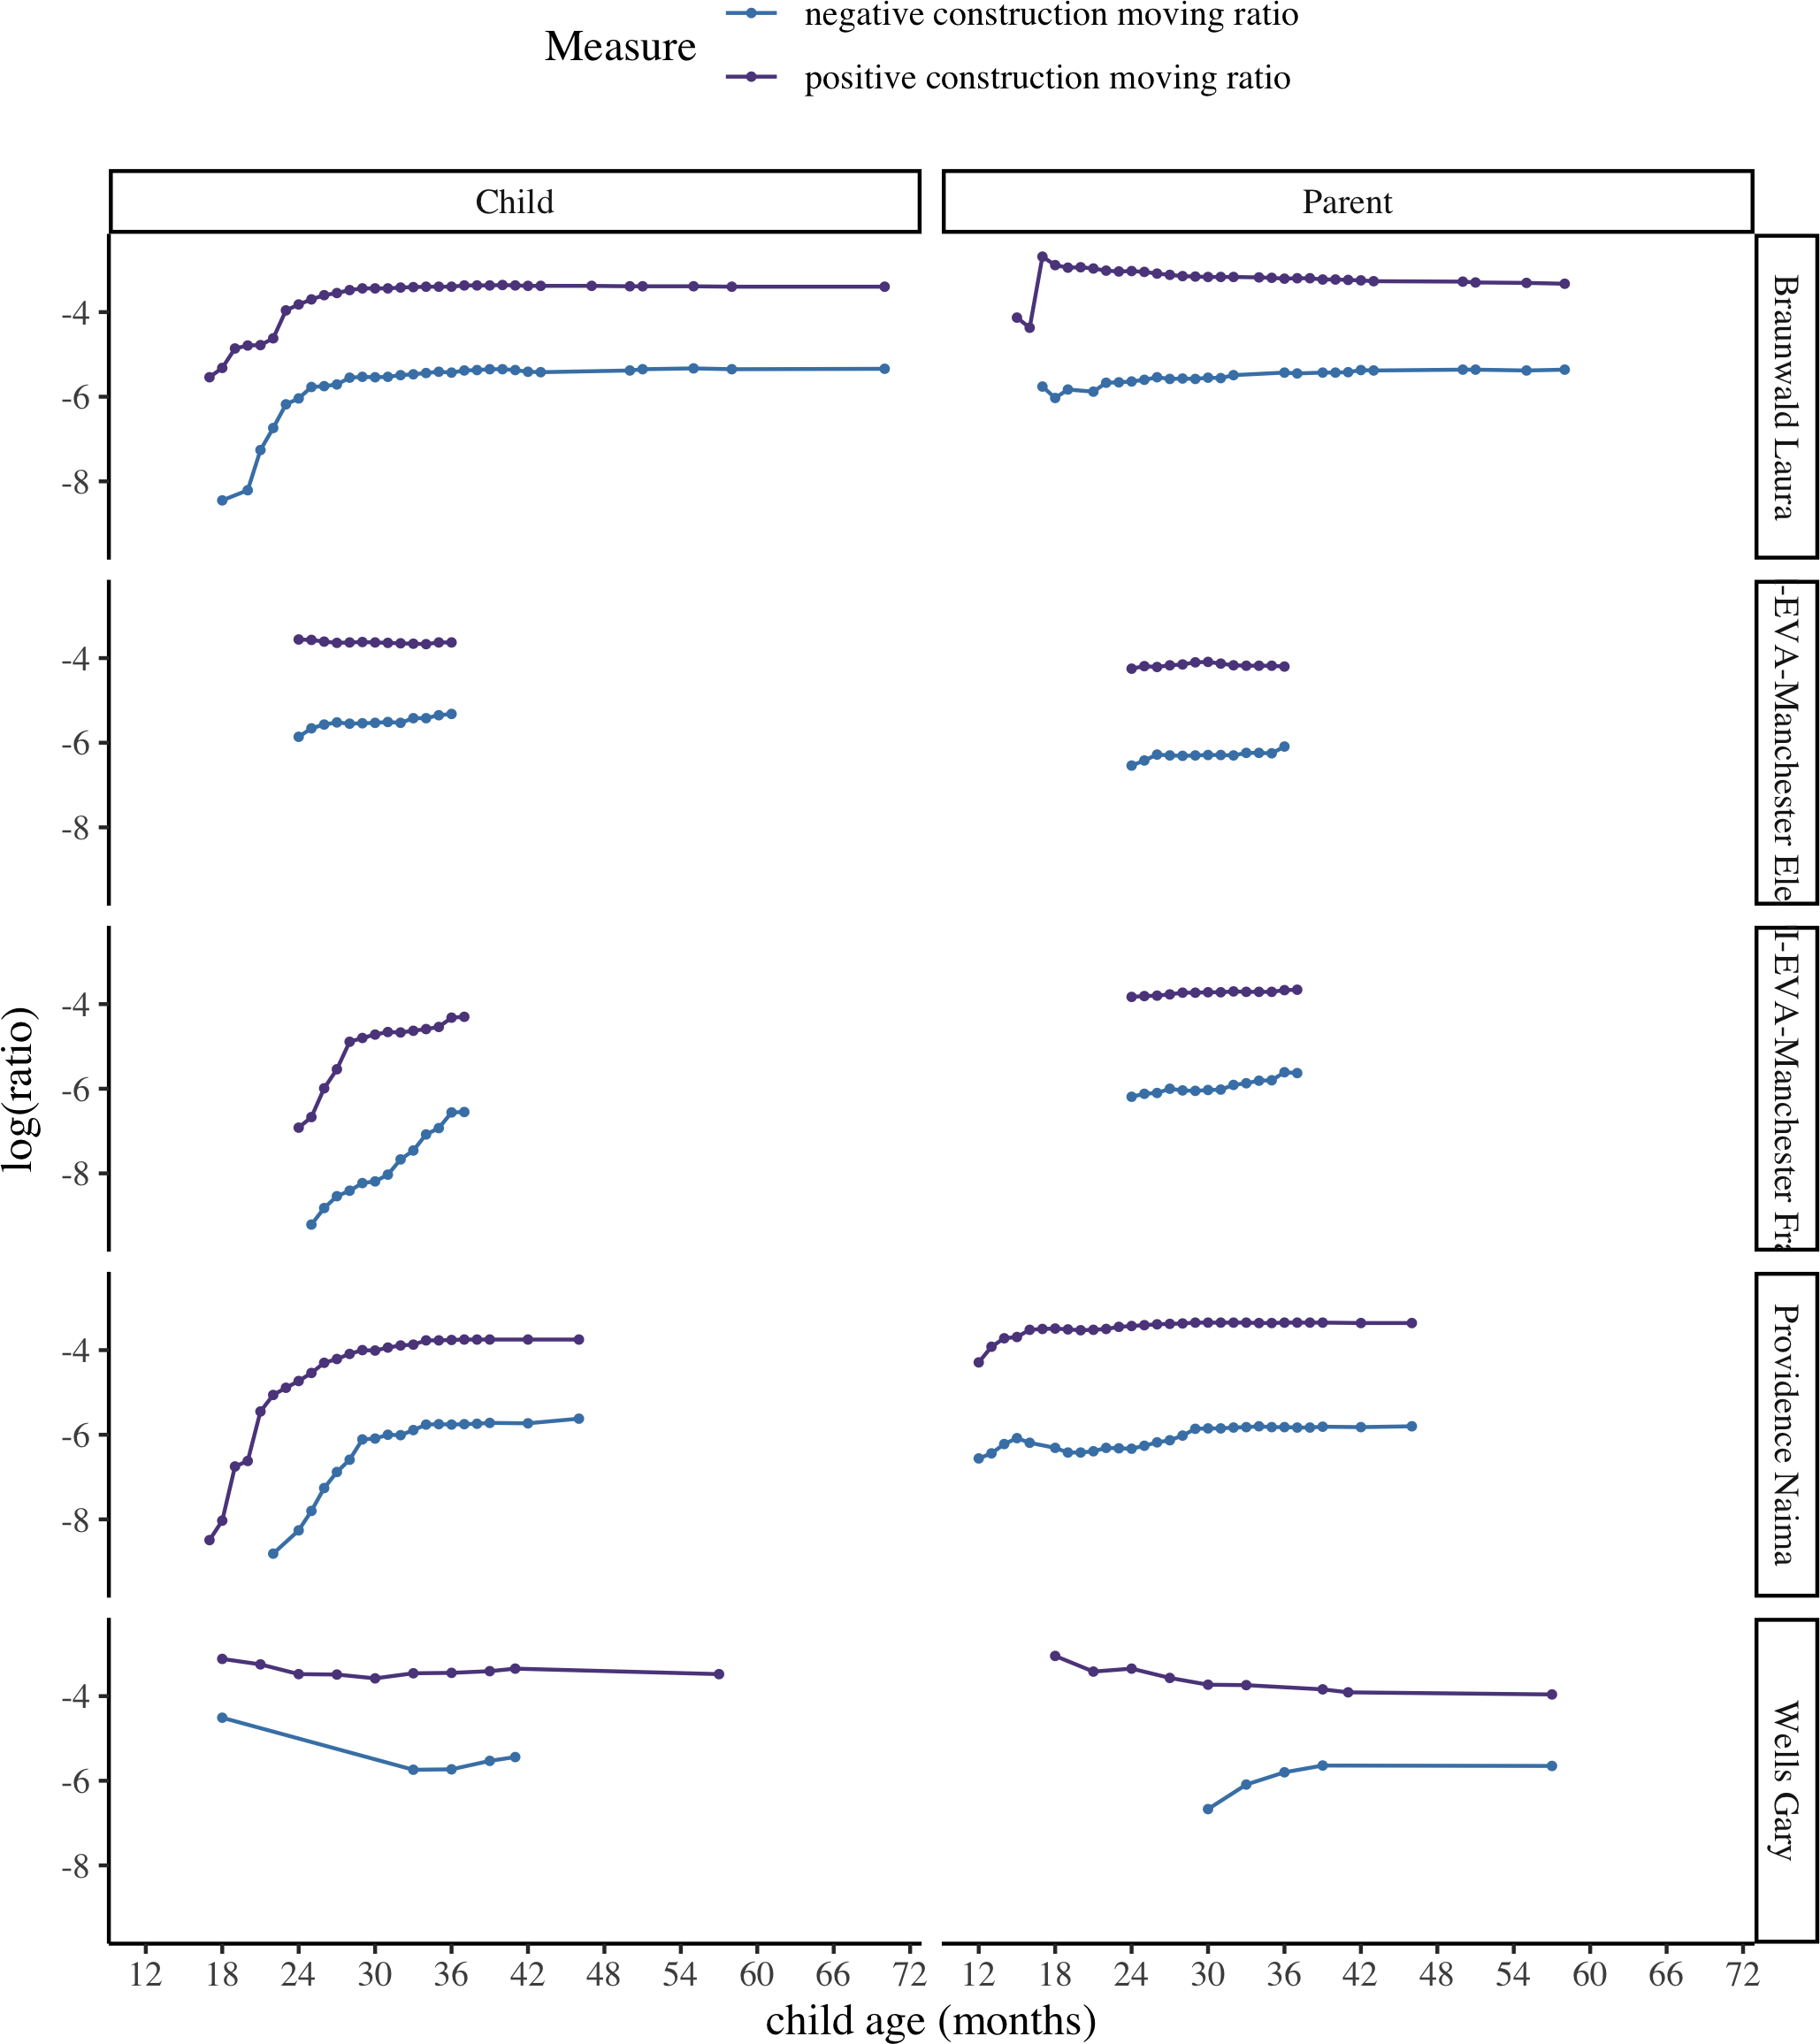 Measure
negative construction moving ratio
positive construction moving ratio
Child
Parent
-4
-6
-8
Braunwald Laura
-4
-6
-8
-EVA-Manchester Ele
-4
-6
-8
I-EVA-Manchester Fra
-4
-6
-8
Providence Naima
-4
-6
-8
Wells Gary
log(ratio)
12 18 24 30 36 42 48 54 60 66 72
12 18 24 30 36 42 48 54 60 66 72
child age (months)